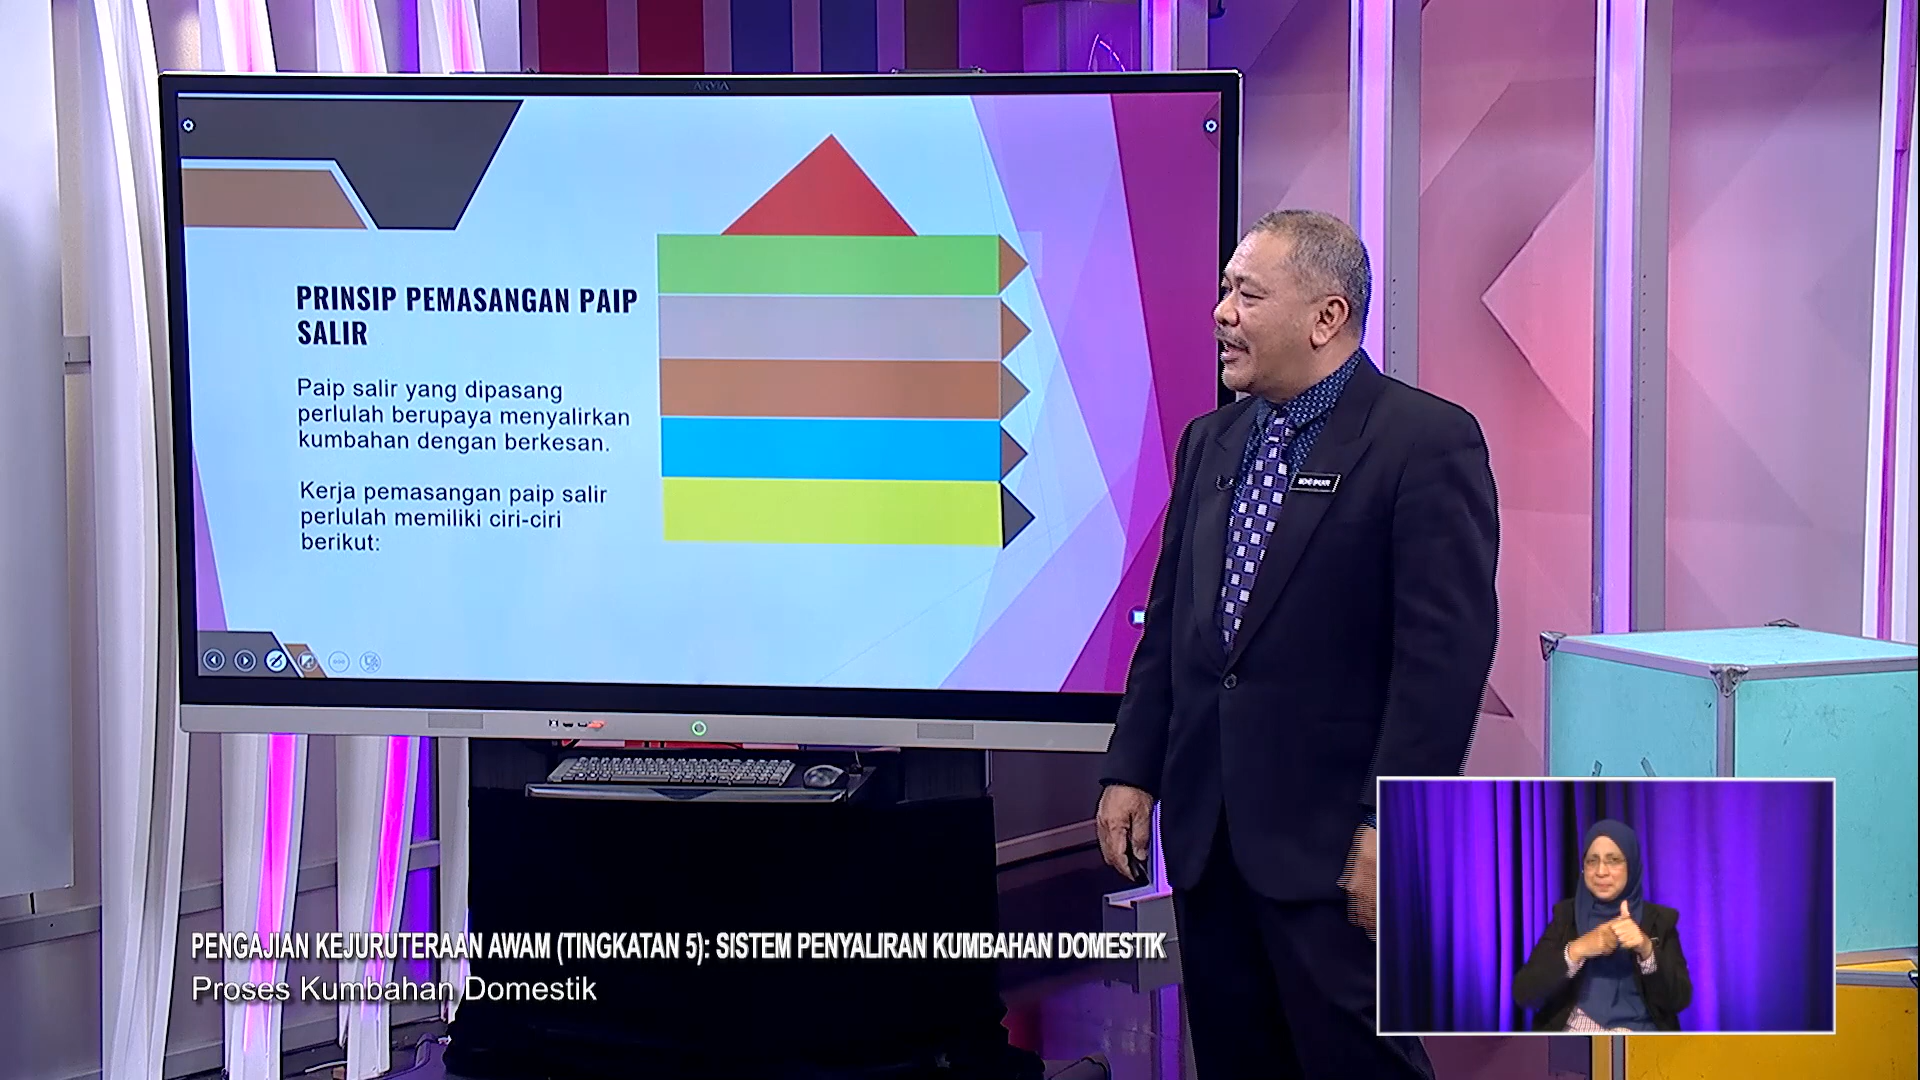 PRINSIP PEMASANGAN PAIP
SALIR
Paip salir yang dipasang
perlulah berupaya menyalirkan
kumbahan dengan berkesan.
Kerja pemasangan paip salir
perlulah memiliki ciri-ciri
berikut:
PENGAJIAN KEJURUTERAAN AWAM (TINGKATAN 5): SISTEM PENYALIRAN KUMBAHAN DOMESTIK
Proses Kumbahan Domestik